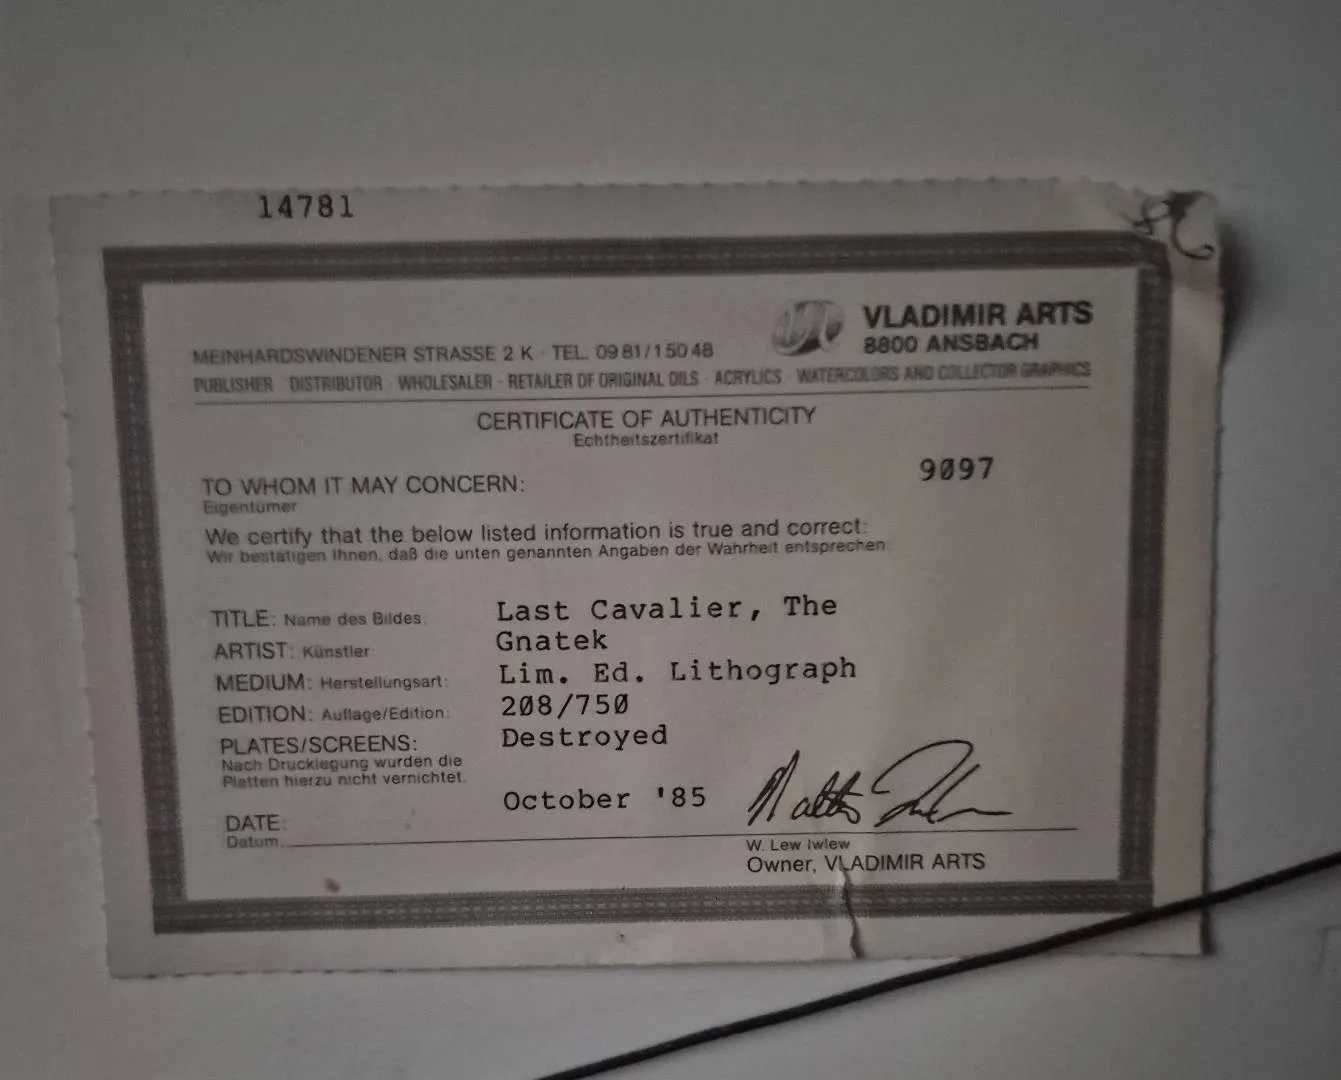 14781
VLADIMIR ARTS
8800 ANSBACH
MEINHARDSWINDENER STRASSE 2 K · TEL. 09 81/1 50 48
PUBLISHER · DISTRIBUTOR · WHOLESALER · RETAILER OF ORIGINAL OILS · ACRYLICS · WATERCOLORS AND COLLECTOR GRAPHICS
CERTIFICATE OF AUTHENTICITY
Echtheitszertifikat
9097
TO WHOM IT MAY CONCERN:
Eigentümer
We certify that the below listed information is true and correct:
Wir bestätigen Ihnen, daß die unten genannten Angaben der Wahrheit entsprechen.
TITLE: Name des Bildes: Last Cavalier, The
ARTIST: Künstler: Gnatek
MEDIUM: Herstellungsart: Lim. Ed. Lithograph
EDITION: Auflage/Edition: 208/750
PLATES/SCREENS: Destroyed
Nach Drucklegung wurden die
Platten hierzu nicht vernichtet.
October '85
DATE:
Datum:
W. Lew Iwlew
Owner, VLADIMIR ARTS